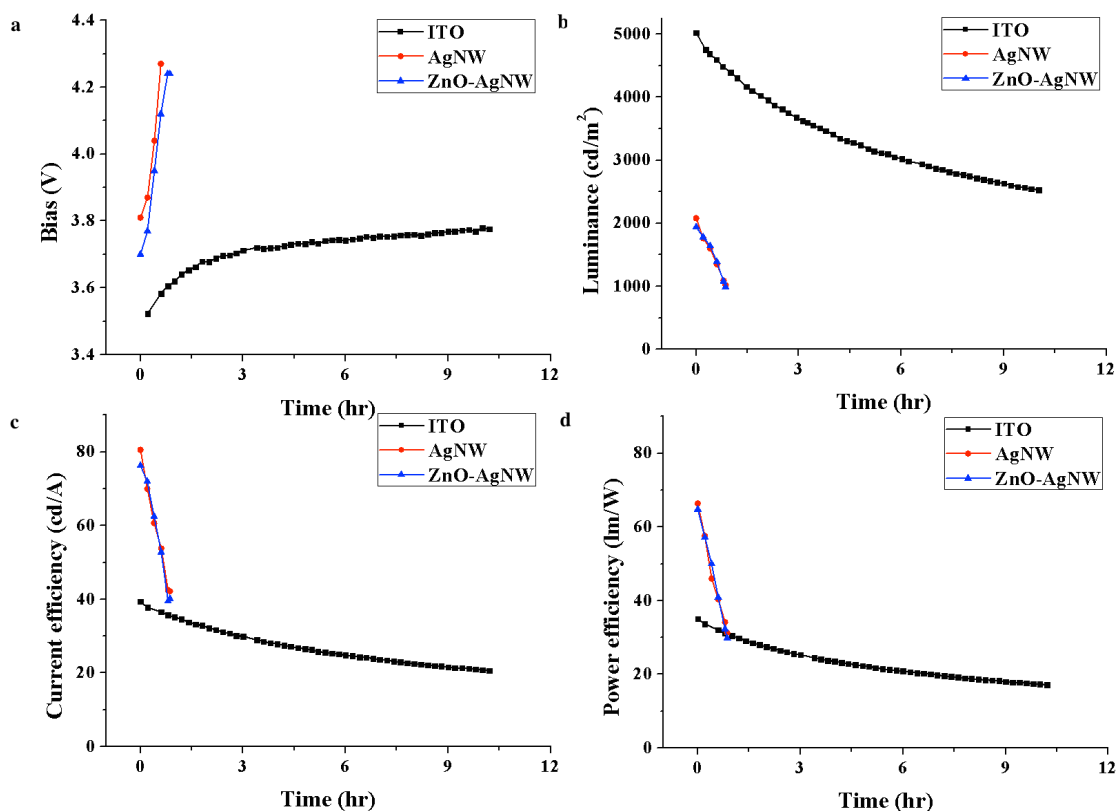 a
ITO
AgNW
ZnO-AgNW
4.4
4.2
4.0
3.8
3.6
3.4
Bias (V)
0 3 6 9 12
Time (hr)
b
ITO
AgNW
ZnO-AgNW
5000
4000
3000
2000
1000
0
Luminance (cd/m²)
0 3 6 9 12
Time (hr)
c
ITO
AgNW
ZnO-AgNW
80
60
40
20
0
Current efficiency (cd/A)
0 3 6 9 12
Time (hr)
d
ITO
AgNW
ZnO-AgNW
80
60
40
20
0
Power efficiency (lm/W)
0 3 6 9 12
Time (hr)